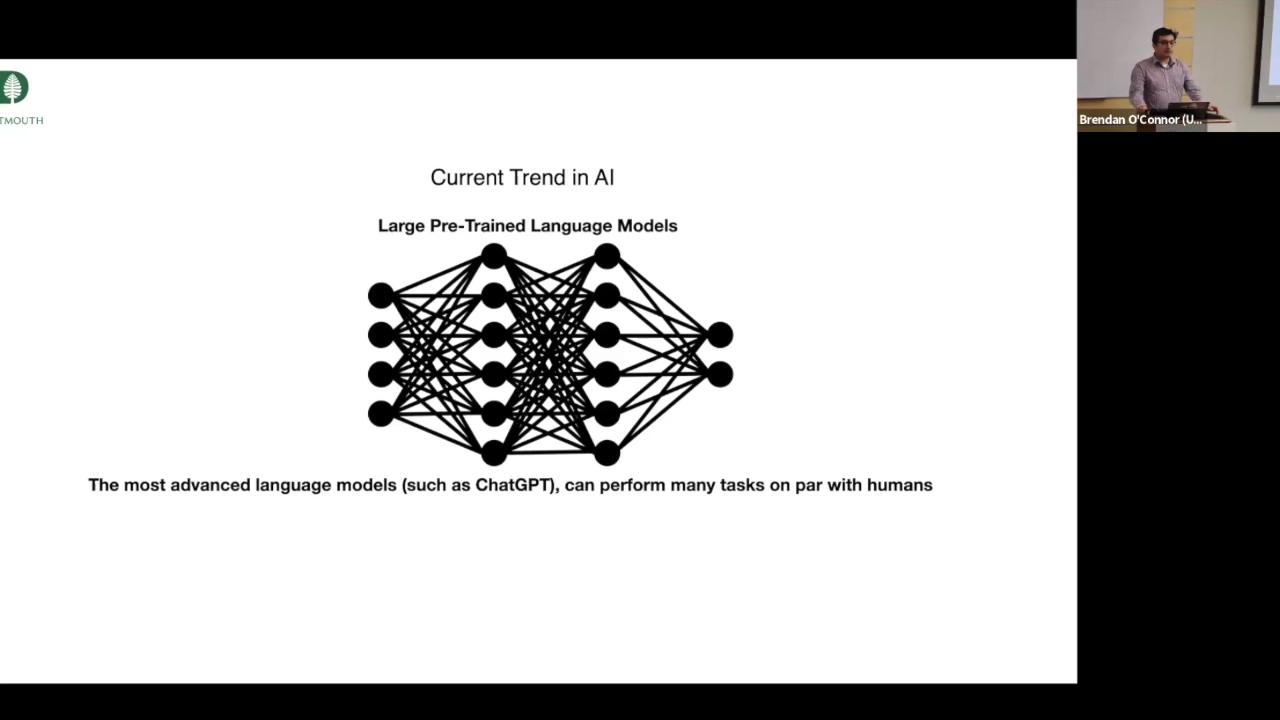 TMOUTH
Current Trend in AI
Large Pre-Trained Language Models
The most advanced language models (such as ChatGPT), can perform many tasks on par with humans
Brendan O'Connor (U...